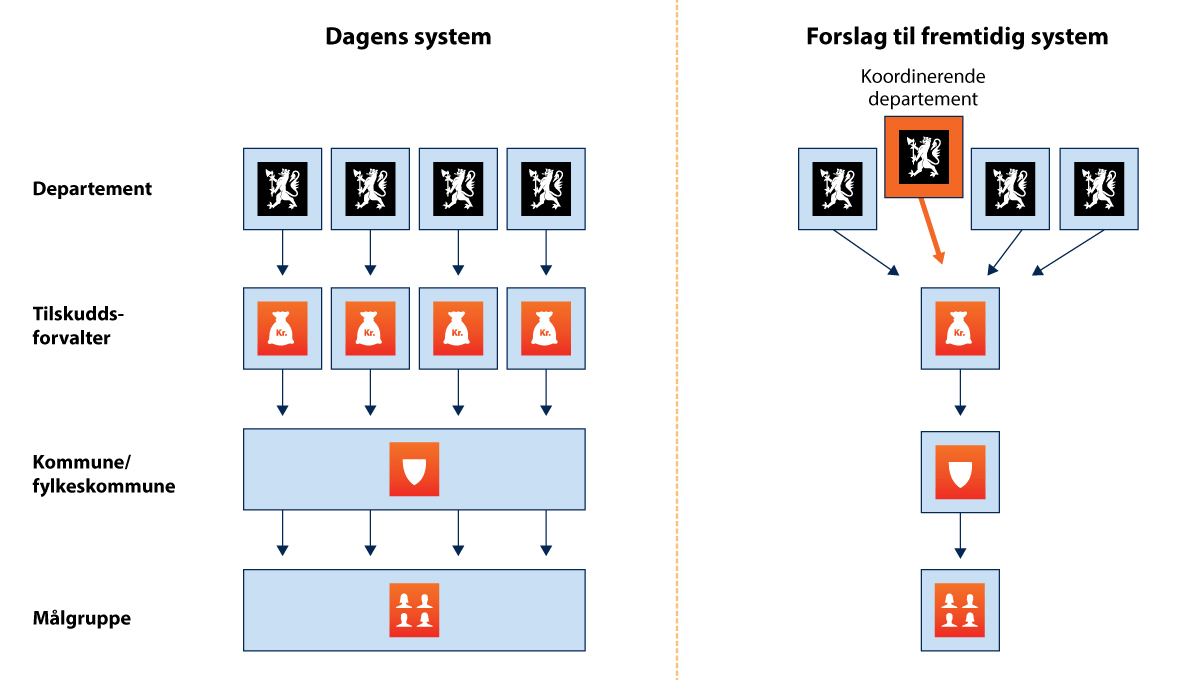 Dagens system
Forslag til fremtidig system
Koordinerende
departement
Departement
Tilskudds-
forvalter
Kr.
Kr.
Kr.
Kr.
Kr.
Kommune/
fylkeskommune
Målgruppe